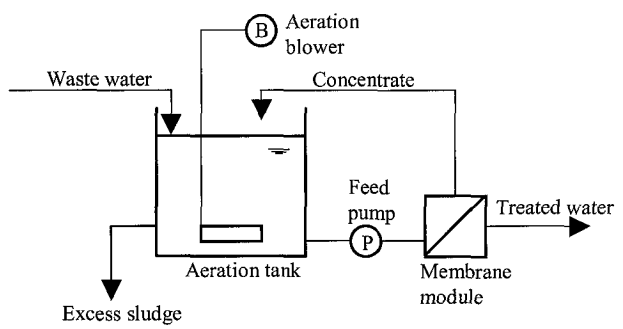 B
Aeration
blower
Waste water
Concentrate
Feed
pump
P
Treated water
Aeration tank
Membrane
module
Excess sludge